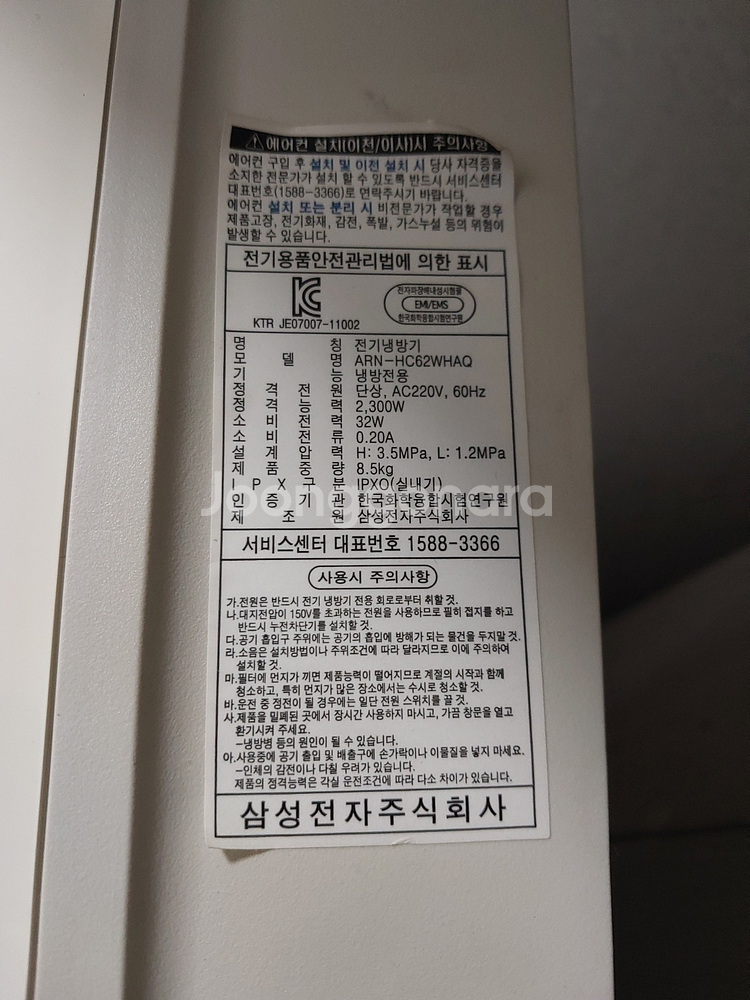 ⚠에어컨 설치(이전/이사)시 주의사항
에어컨 구입 후 설치 및 이전 설치 시 당사 자격증을
소지한 전문가가 설치 할 수 있도록 반드시 서비스센터
대표번호(1588-3366)로 연락주시기 바랍니다.
에어컨 설치 또는 분리 시 비전문가가 작업할 경우
제품고장, 전기화재, 감전, 폭발, 가스누설 등의 위험이
발생할 수 있습니다.
전기용품안전관리법에 의한 표시
KTR JE07007-11002
전자파장해내성시험필
EMI/EMS
한국화학융합시험연구원
명 칭 전기냉방기
모 델 명 ARN-HC62WHAQ
기 능 냉방전용
정 격 전 원 단상, AC220V, 60Hz
정 격 능 력 2,300W
소 비 전 력 32W
소 비 전 류 0.20A
설 계 압 력 H: 3.5MPa, L: 1.2MPa
제 품 중 량 8.5kg
I P X 구 분 IPX0(실내기)
인 증 기 관 한국화학융합시험연구원
제 조 원 삼성전자주식회사
Joonggonara
서비스센터 대표번호 1588-3366
사용시 주의사항
가.전원은 반드시 전기 냉방기 전용 회로로부터 취할 것.
나.대지전압이 150V를 초과하는 전원을 사용하므로 필히 접지를 하고
반드시 누전차단기를 설치할 것.
다.공기 흡입구 주위에는 공기의 흡입에 방해가 되는 물건을 두지말 것.
라.소음은 설치방법이나 주위조건에 따라 달라지므로 이에 주의하여
설치할 것.
마.필터에 먼지가 끼면 제품능력이 떨어지므로 계절의 시작과 함께
청소하고, 특히 먼지가 많은 장소에서는 수시로 청소할 것.
바.운전 중 정전이 될 경우에는 일단 전원 스위치를 끌 것.
사.제품을 밀폐된 곳에서 장시간 사용하지 마시고, 가끔 창문을 열고
환기시켜 주세요.
-냉방병 등의 원인이 될 수 있습니다.
아.사용중에 공기 출입 및 배출구에 손가락이나 이물질을 넣지 마세요.
-인체의 감전이나 다칠 우려가 있습니다.
제품의 정격능력은 각실 운전조건에 따라 다소 차이가 있습니다.
삼성전자주식회사